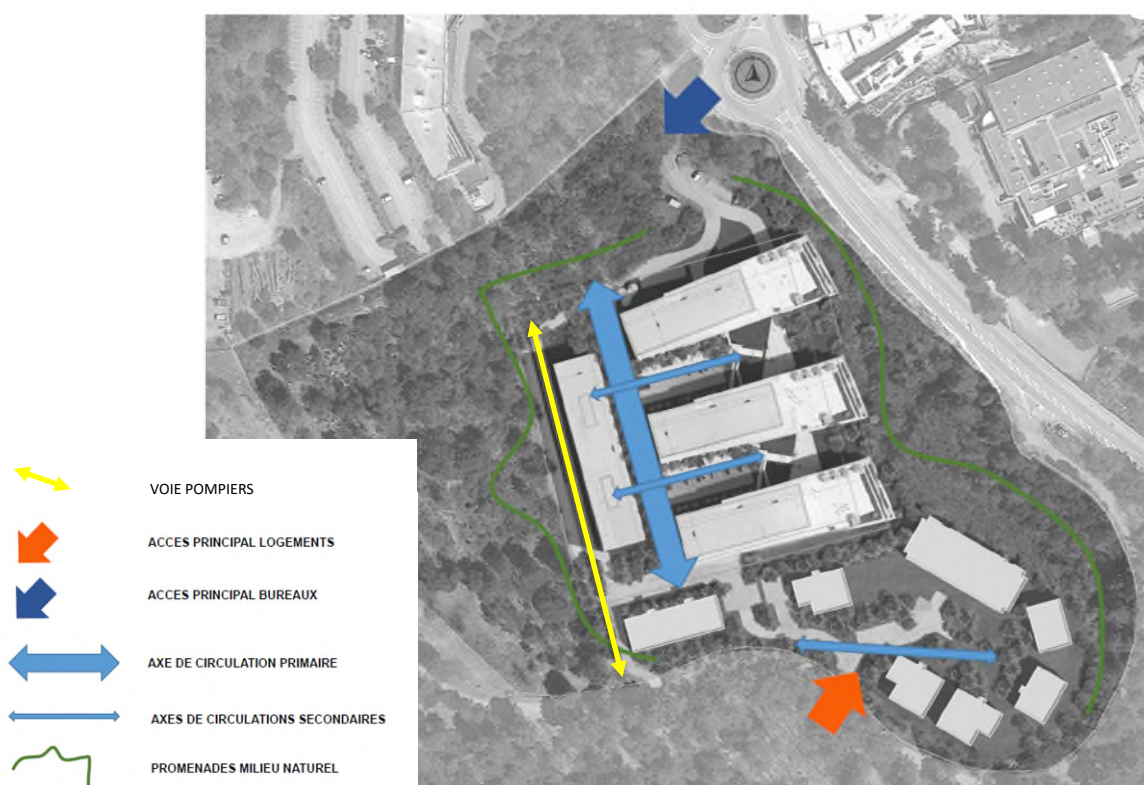 VOIE POMPIERS
ACCES PRINCIPAL LOGEMENTS
ACCES PRINCIPAL BUREAUX
AXE DE CIRCULATION PRIMAIRE
AXES DE CIRCULATIONS SECONDAIRES
PROMENADES MILIEU NATUREL